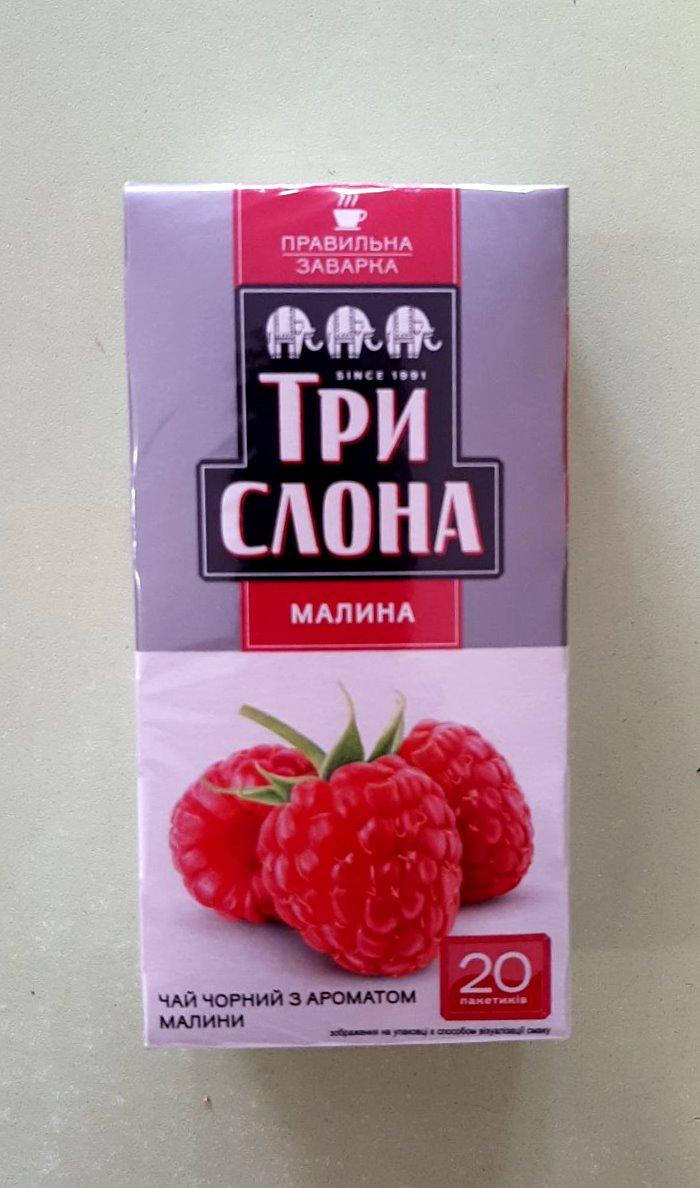 ПРАВИЛЬНА
ЗАВАРКА
SINCE 1991
ТРИ
СЛОНА
МАЛИНА
20
пакетиків
ЧАЙ ЧОРНИЙ З АРОМАТОМ
МАЛИНИ
зображення на упаковці є способом візуалізації смаку